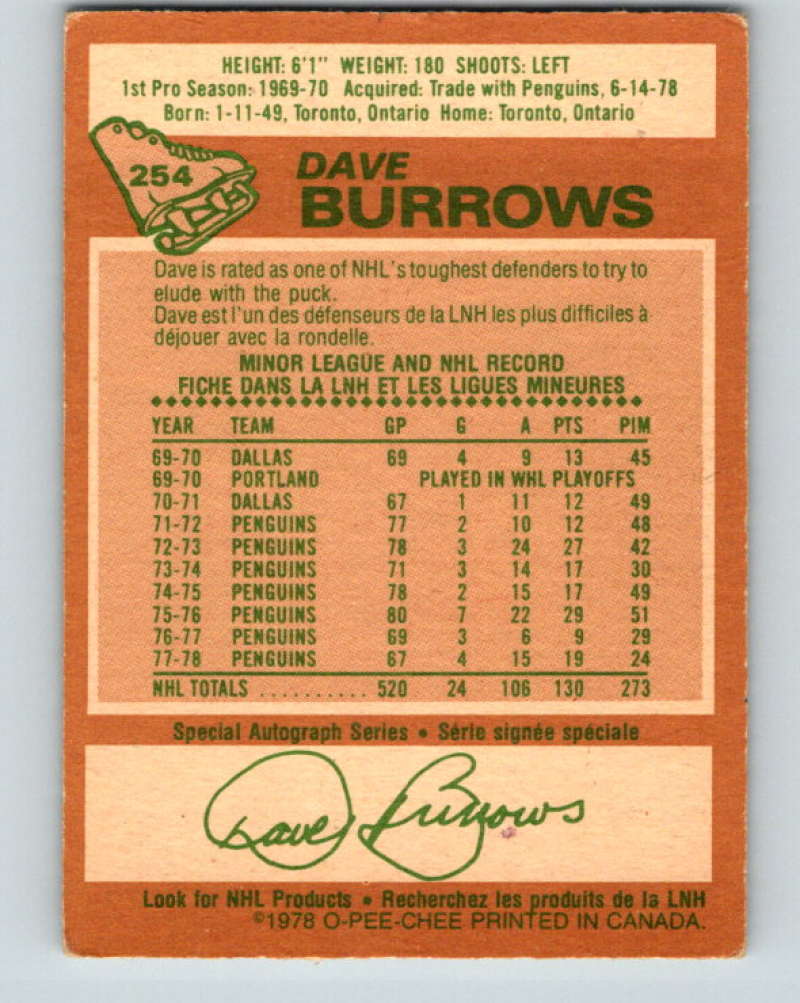 HEIGHT: 6'1" WEIGHT: 180 SHOOTS: LEFT
1st Pro Season: 1969-70 Acquired: Trade with Penguins, 6-14-78
Born: 1-11-49, Toronto, Ontario Home: Toronto, Ontario
254
DAVE
BURROWS
Dave is rated as one of NHL's toughest defenders to try to
elude with the puck.
Dave est l'un des défenseurs de la LNH les plus difficiles à
déjouer avec la rondelle.
MINOR LEAGUE AND NHL RECORD
FICHE DANS LA LNH ET LES LIGUES MINEURES
YEAR TEAM GP G A PTS PIM
69-70 DALLAS 69 4 9 13 45
69-70 PORTLAND PLAYED IN WHL PLAYOFFS
70-71 DALLAS 67 1 11 12 49
71-72 PENGUINS 77 2 10 12 48
72-73 PENGUINS 78 3 24 27 42
73-74 PENGUINS 71 3 14 17 30
74-75 PENGUINS 78 2 15 17 49
75-76 PENGUINS 80 7 22 29 51
76-77 PENGUINS 69 3 6 9 29
77-78 PENGUINS 67 4 15 19 24
NHL TOTALS .......... 520 24 106 130 273
Special Autograph Series • Série signée spéciale
Dave Burrows
Look for NHL Products • Recherchez les produits de la LNH
©1978 O-PEE-CHEE PRINTED IN CANADA.